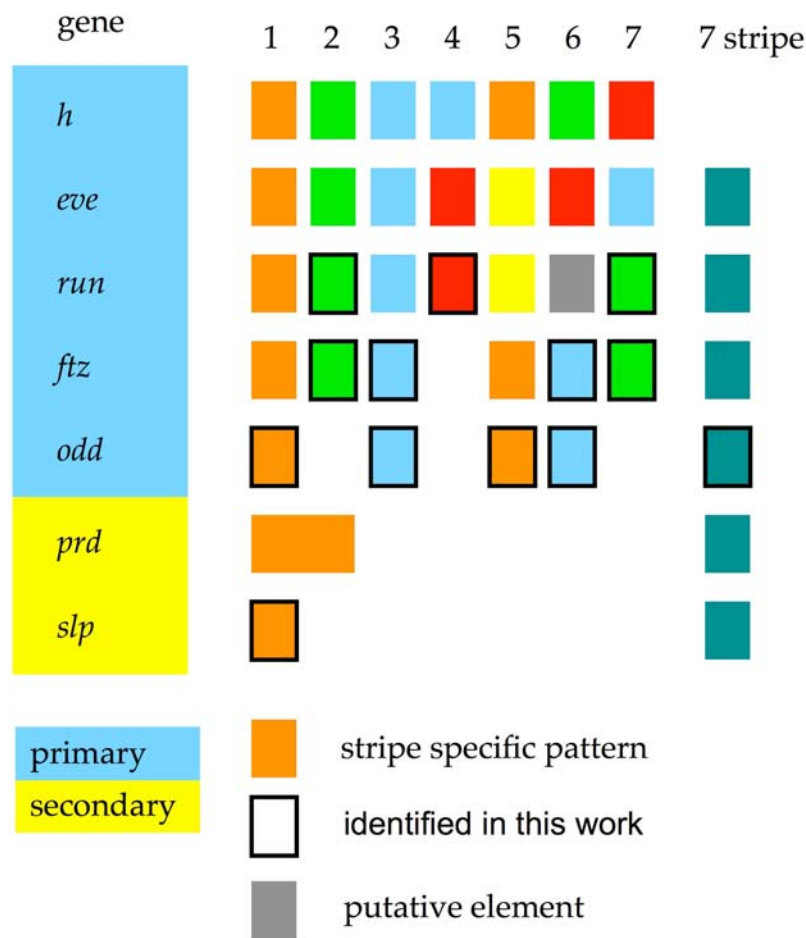 gene 1 2 3 4 5 6 7 7 stripe
h
eve
run
ftz
odd
prd
slp
primary
secondary
stripe specific pattern
identified in this work
putative element